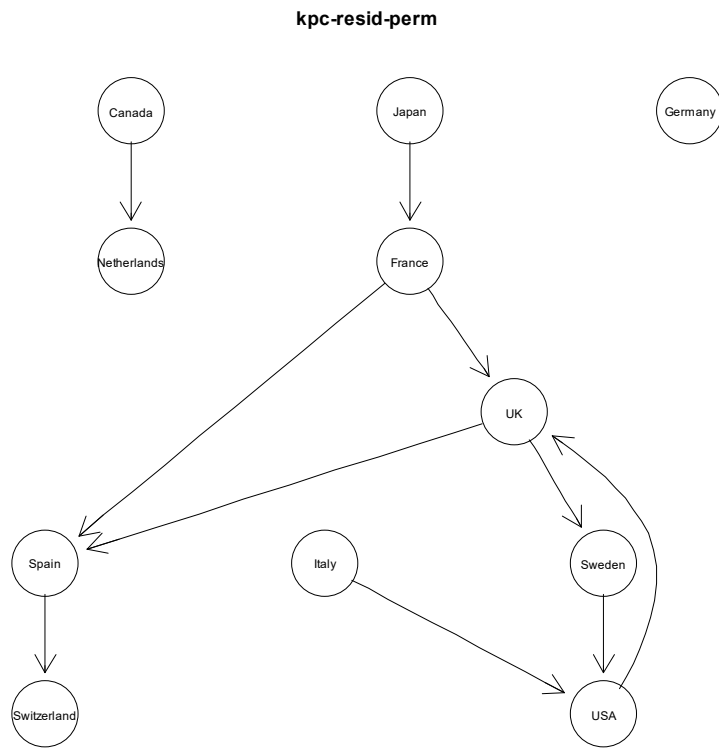 kpc-resid-perm
Canada
Japan
Germany
Netherlands
France
UK
Spain
Italy
Sweden
Switzerland
USA